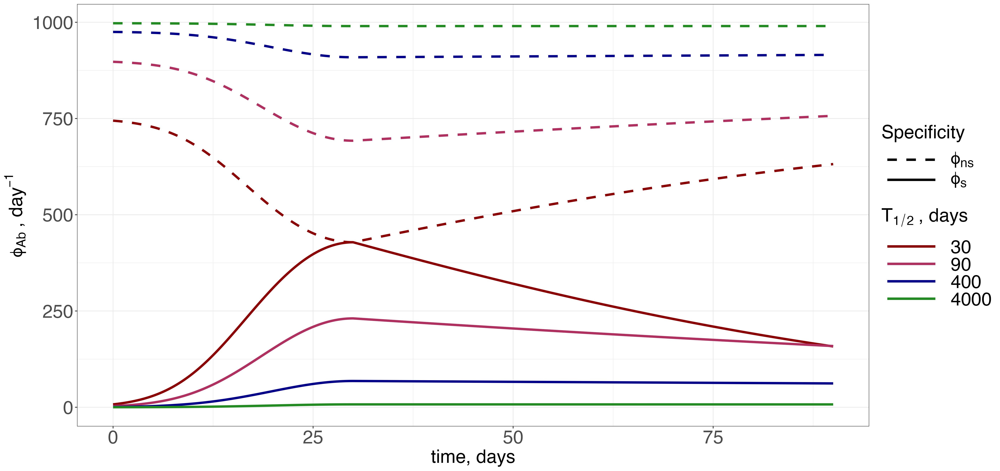 1000
750
500
250
0
ϕAb , day−1
0 25 50 75
time, days
Specificity
ϕns
ϕs
T1/2 , days
30
90
400
4000